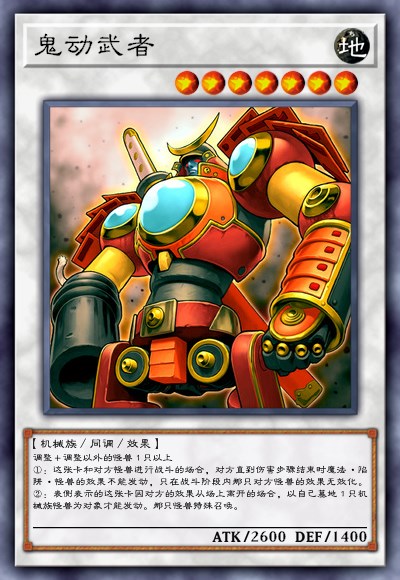 鬼动武者
地
【机械族／同调／效果】
调整＋调整以外的怪兽1只以上
①：这张卡和对方怪兽进行战斗的场合，对方直到伤害步骤结束时魔法·陷
阱·怪兽的效果不能发动，只在战斗阶段内那只对方怪兽的效果无效化。
②：表侧表示的这张卡因对方的效果从场上离开的场合，以自己墓地1只机
械族怪兽为对象才能发动。那只怪兽特殊召唤。
ATK/2600 DEF/1400